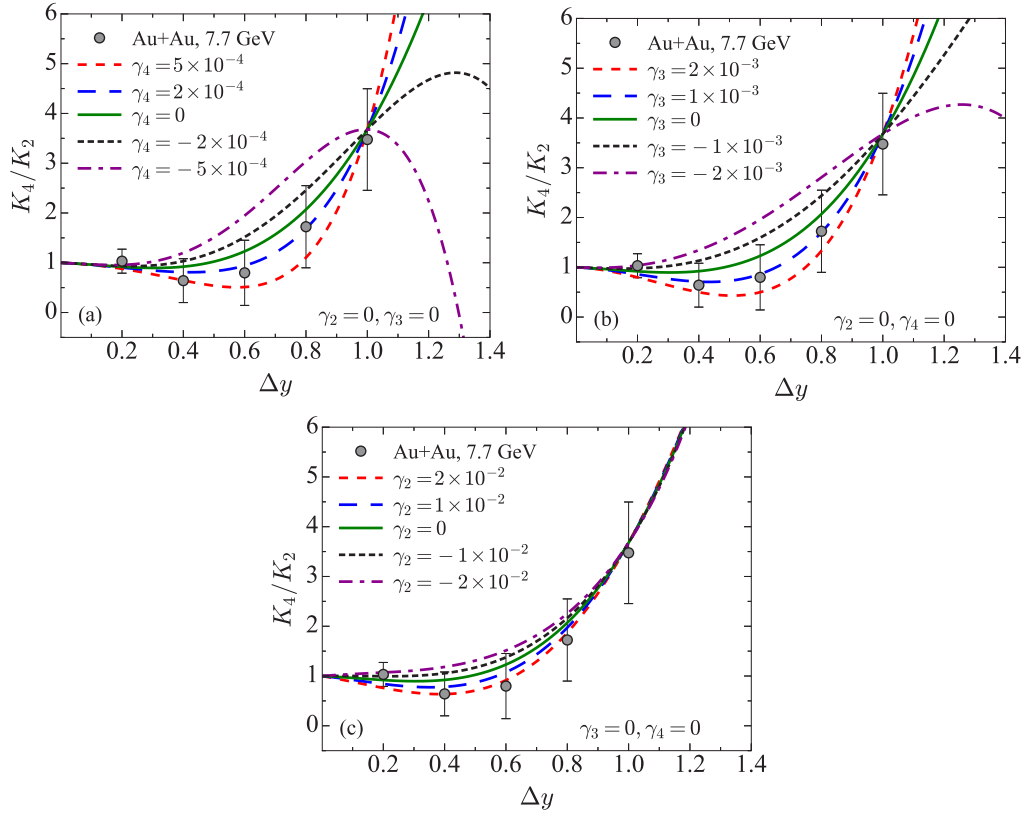 6
5
4
3
2
1
0
K₄/K₂
Au+Au, 7.7 GeV
γ₄ = 5×10⁻⁴
γ₄ = 2×10⁻⁴
γ₄ = 0
γ₄ = −2×10⁻⁴
γ₄ = −5×10⁻⁴
(a)
γ₂ = 0, γ₃ = 0
0.2 0.4 0.6 0.8 1.0 1.2 1.4
Δy
6
5
4
3
2
1
0
K₄/K₂
Au+Au, 7.7 GeV
γ₃ = 2×10⁻³
γ₃ = 1×10⁻³
γ₃ = 0
γ₃ = −1×10⁻³
γ₃ = −2×10⁻³
(b)
γ₂ = 0, γ₄ = 0
0.2 0.4 0.6 0.8 1.0 1.2 1.4
Δy
6
5
4
3
2
1
0
K₄/K₂
Au+Au, 7.7 GeV
γ₂ = 2×10⁻²
γ₂ = 1×10⁻²
γ₂ = 0
γ₂ = −1×10⁻²
γ₂ = −2×10⁻²
(c)
γ₃ = 0, γ₄ = 0
0.2 0.4 0.6 0.8 1.0 1.2 1.4
Δy